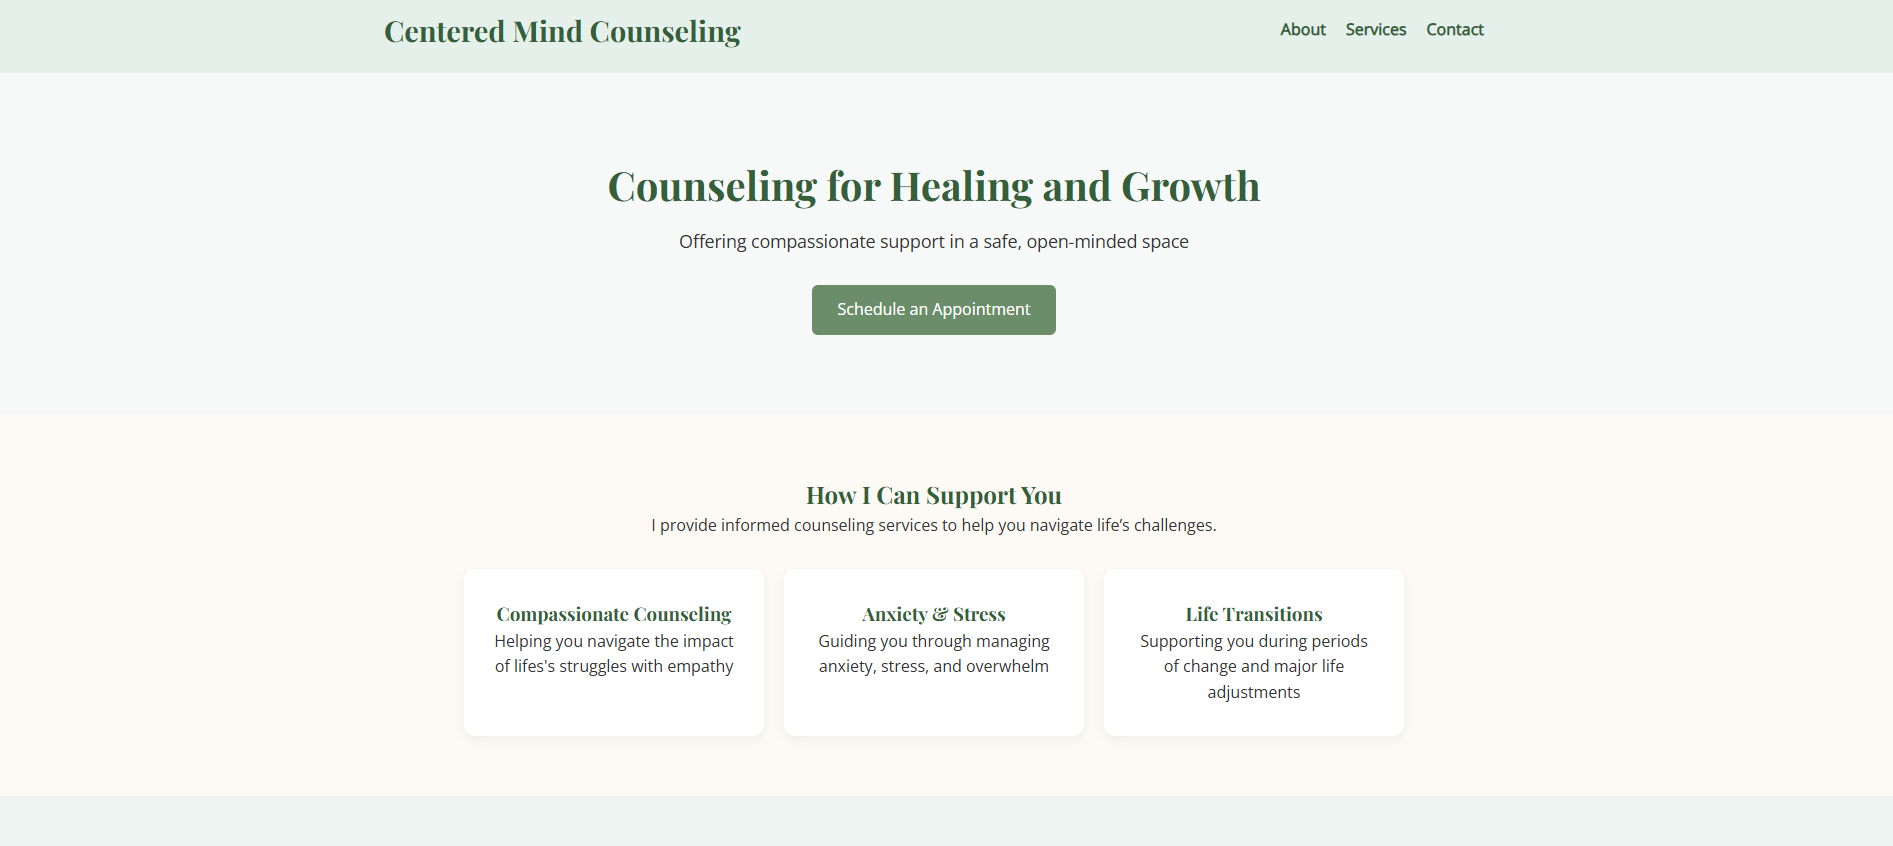 Centered Mind Counseling
About Services Contact
Counseling for Healing and Growth
Offering compassionate support in a safe, open-minded space
Schedule an Appointment
How I Can Support You
I provide informed counseling services to help you navigate life’s challenges.
Compassionate Counseling
Helping you navigate the impact
of lifes's struggles with empathy
Anxiety & Stress
Guiding you through managing
anxiety, stress, and overwhelm
Life Transitions
Supporting you during periods
of change and major life
adjustments